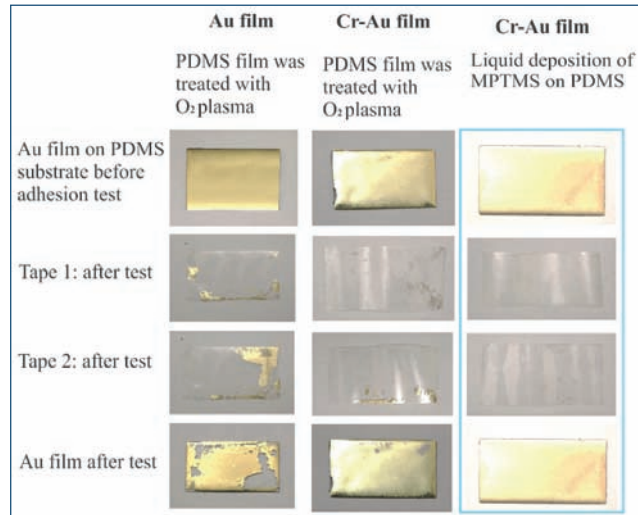 Au film
Cr-Au film
Cr-Au film
PDMS film was
treated with
O₂ plasma
PDMS film was
treated with
O₂ plasma
Liquid deposition of
MPTMS on PDMS
Au film on PDMS
substrate before
adhesion test
Tape 1: after test
Tape 2: after test
Au film after test